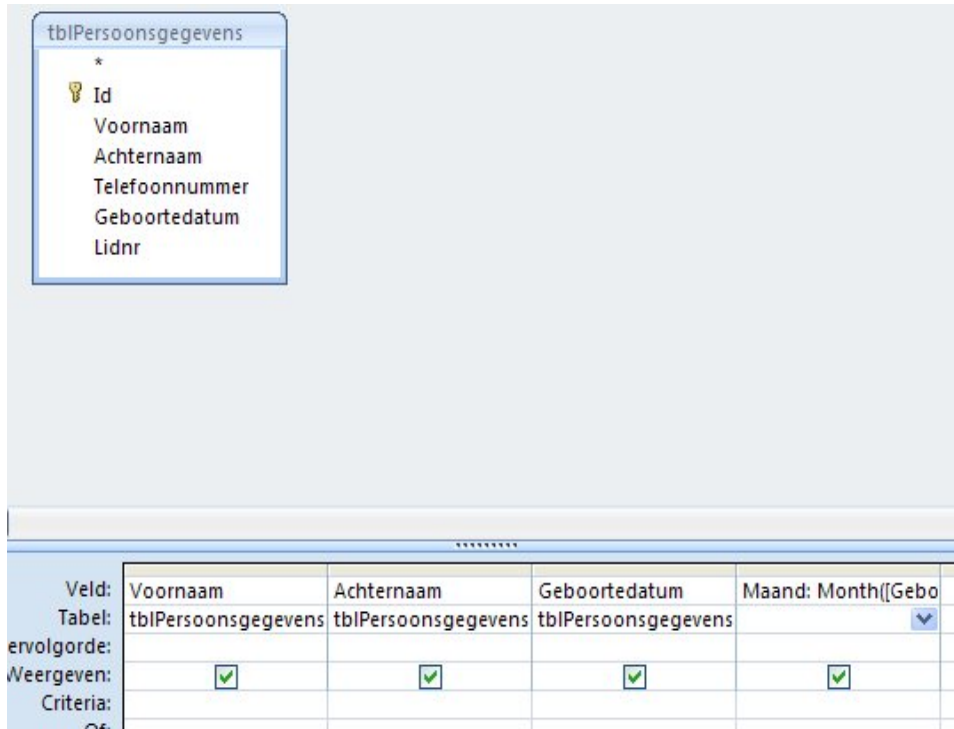 tblPersoonsgegevens
*
Id
Voornaam
Achternaam
Telefoonnummer
Geboortedatum
Lidnr
Veld: Voornaam Achternaam Geboortedatum Maand: Month([Gebo
Tabel: tblPersoonsgegevens tblPersoonsgegevens tblPersoonsgegevens
ervolgorde:
Weergeven:
Criteria:
Of: